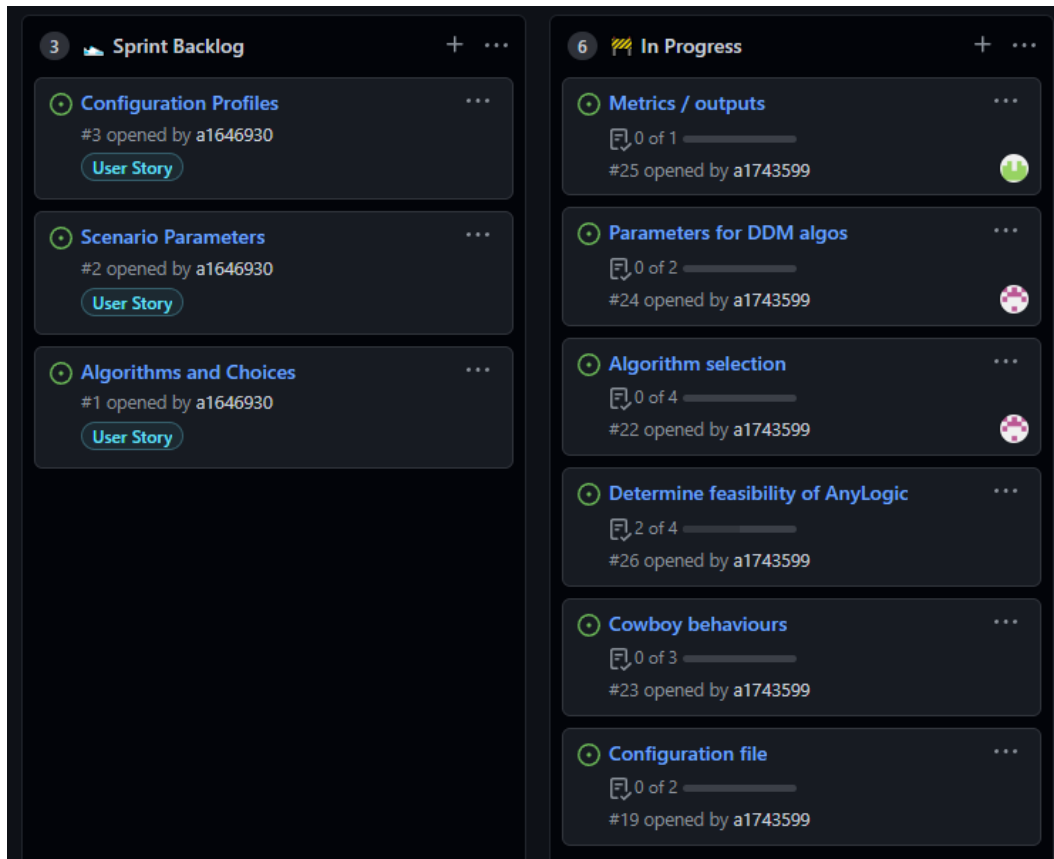 3 Sprint Backlog
Configuration Profiles
#3 opened by a1646930
User Story
Scenario Parameters
#2 opened by a1646930
User Story
Algorithms and Choices
#1 opened by a1646930
User Story
6 In Progress
Metrics / outputs
0 of 1
#25 opened by a1743599
Parameters for DDM algos
0 of 2
#24 opened by a1743599
Algorithm selection
0 of 4
#22 opened by a1743599
Determine feasibility of AnyLogic
2 of 4
#26 opened by a1743599
Cowboy behaviours
0 of 3
#23 opened by a1743599
Configuration file
0 of 2
#19 opened by a1743599